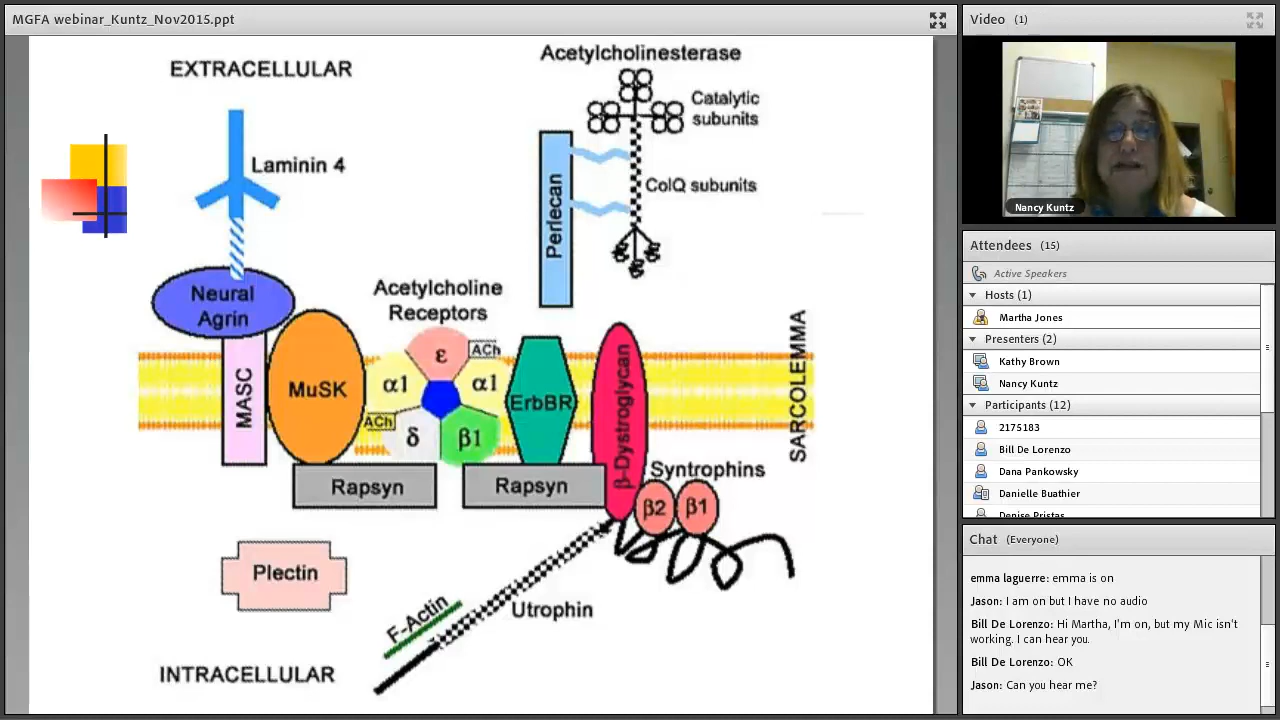 MGFA webinar_Kuntz_Nov2015.ppt
EXTRACELLULAR
Laminin 4
Neural
Agrin
MASC
MuSK
Acetylcholine
Receptors
ε
ACh
α1
α1
ACh
δ
β1
Acetylcholinesterase
Catalytic
subunits
ColQ subunits
Perlecan
ErbBR
β-Dystroglycan
SARCOLEMMA
Rapsyn
Rapsyn
Syntrophins
β2
β1
Plectin
F-Actin
Utrophin
INTRACELLULAR
Video (1)
Nancy Kuntz
Attendees (15)
Active Speakers
Hosts (1)
Martha Jones
Presenters (2)
Kathy Brown
Nancy Kuntz
Participants (12)
2175183
Bill De Lorenzo
Dana Pankowsky
Danielle Buathier
Denise Pristas
Chat (Everyone)
emma laguerre: emma is on
Jason: I am on but I have no audio
Bill De Lorenzo: Hi Martha, I'm on, but my Mic isn't
working. I can hear you.
Bill De Lorenzo: OK
Jason: Can you hear me?